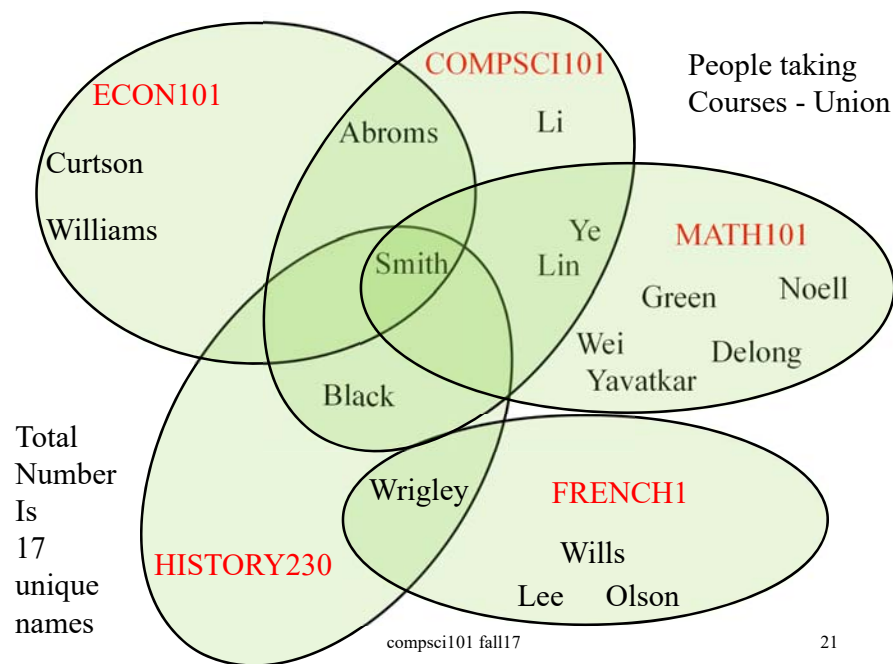 COMPSCI101
People taking
Courses - Union
ECON101
Abroms
Li
Curtson
Williams
Ye
MATH101
Smith
Lin
Green
Noell
Wei
Delong
Yavatkar
Black
Total
Number
Is
17
unique
names
Wrigley
FRENCH1
HISTORY230
Wills
Lee
Olson
compsci101 fall17
21